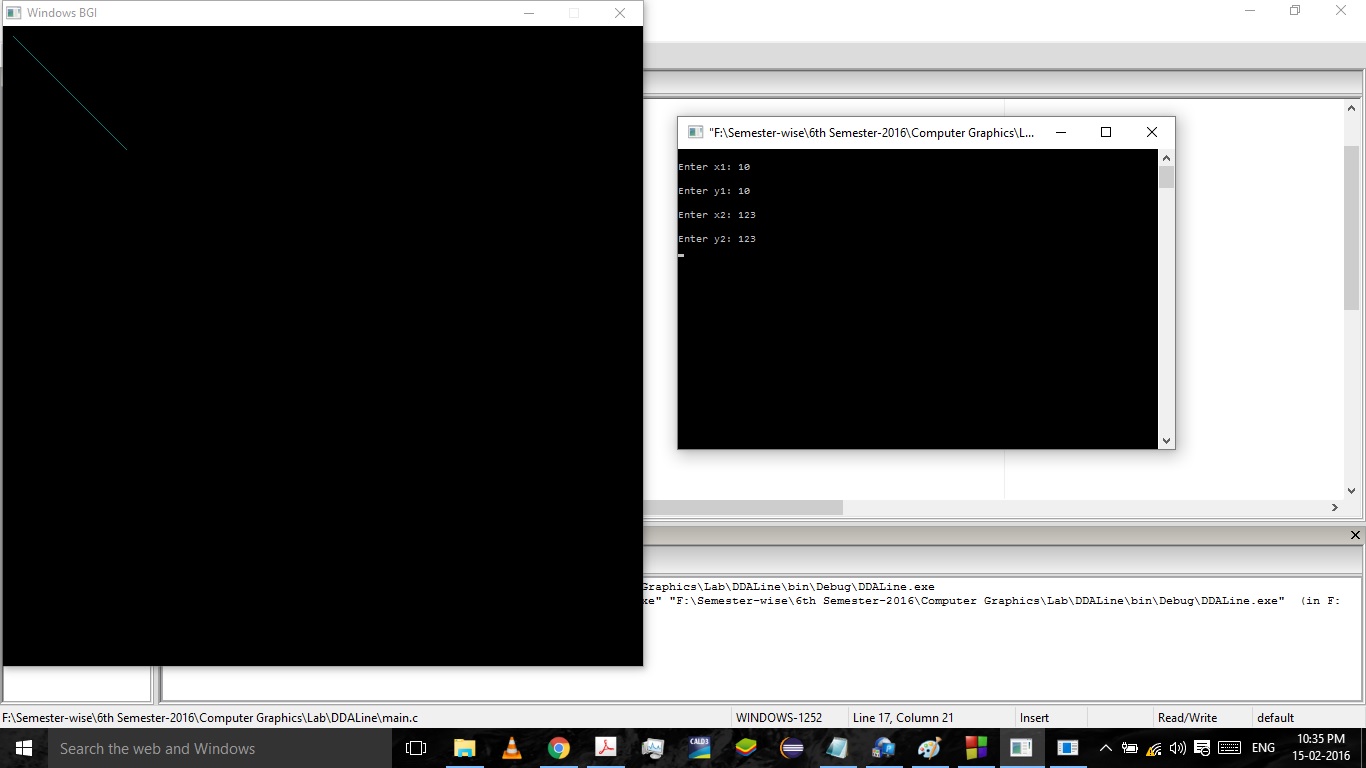 Windows BGI
"F:\Semester-wise\6th Semester-2016\Computer Graphics\L...
Enter x1: 10
Enter y1: 10
Enter x2: 123
Enter y2: 123
Graphics\Lab\DDALine\bin\Debug\DDALine.exe
xe" "F:\Semester-wise\6th Semester-2016\Computer Graphics\Lab\DDALine\bin\Debug\DDALine.exe"  (in F:
F:\Semester-wise\6th Semester-2016\Computer Graphics\Lab\DDALine\main.c WINDOWS-1252 Line 17, Column 21 Insert Read/Write default
Search the web and Windows CALD3 ENG 10:35 PM
15-02-2016